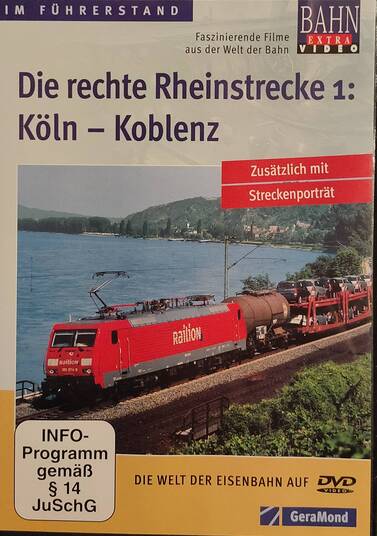 IM FÜHRERSTAND
BAHN
EXTRA
VIDEO
Faszinierende Filme
aus der Welt der Bahn
Die rechte Rheinstrecke 1:
Köln – Koblenz
Zusätzlich mit
Streckenporträt
RAILION
INFO-
Programm
gemäß
§ 14
JuSchG
DIE WELT DER EISENBAHN AUF
DVD
VIDEO
GeraMond